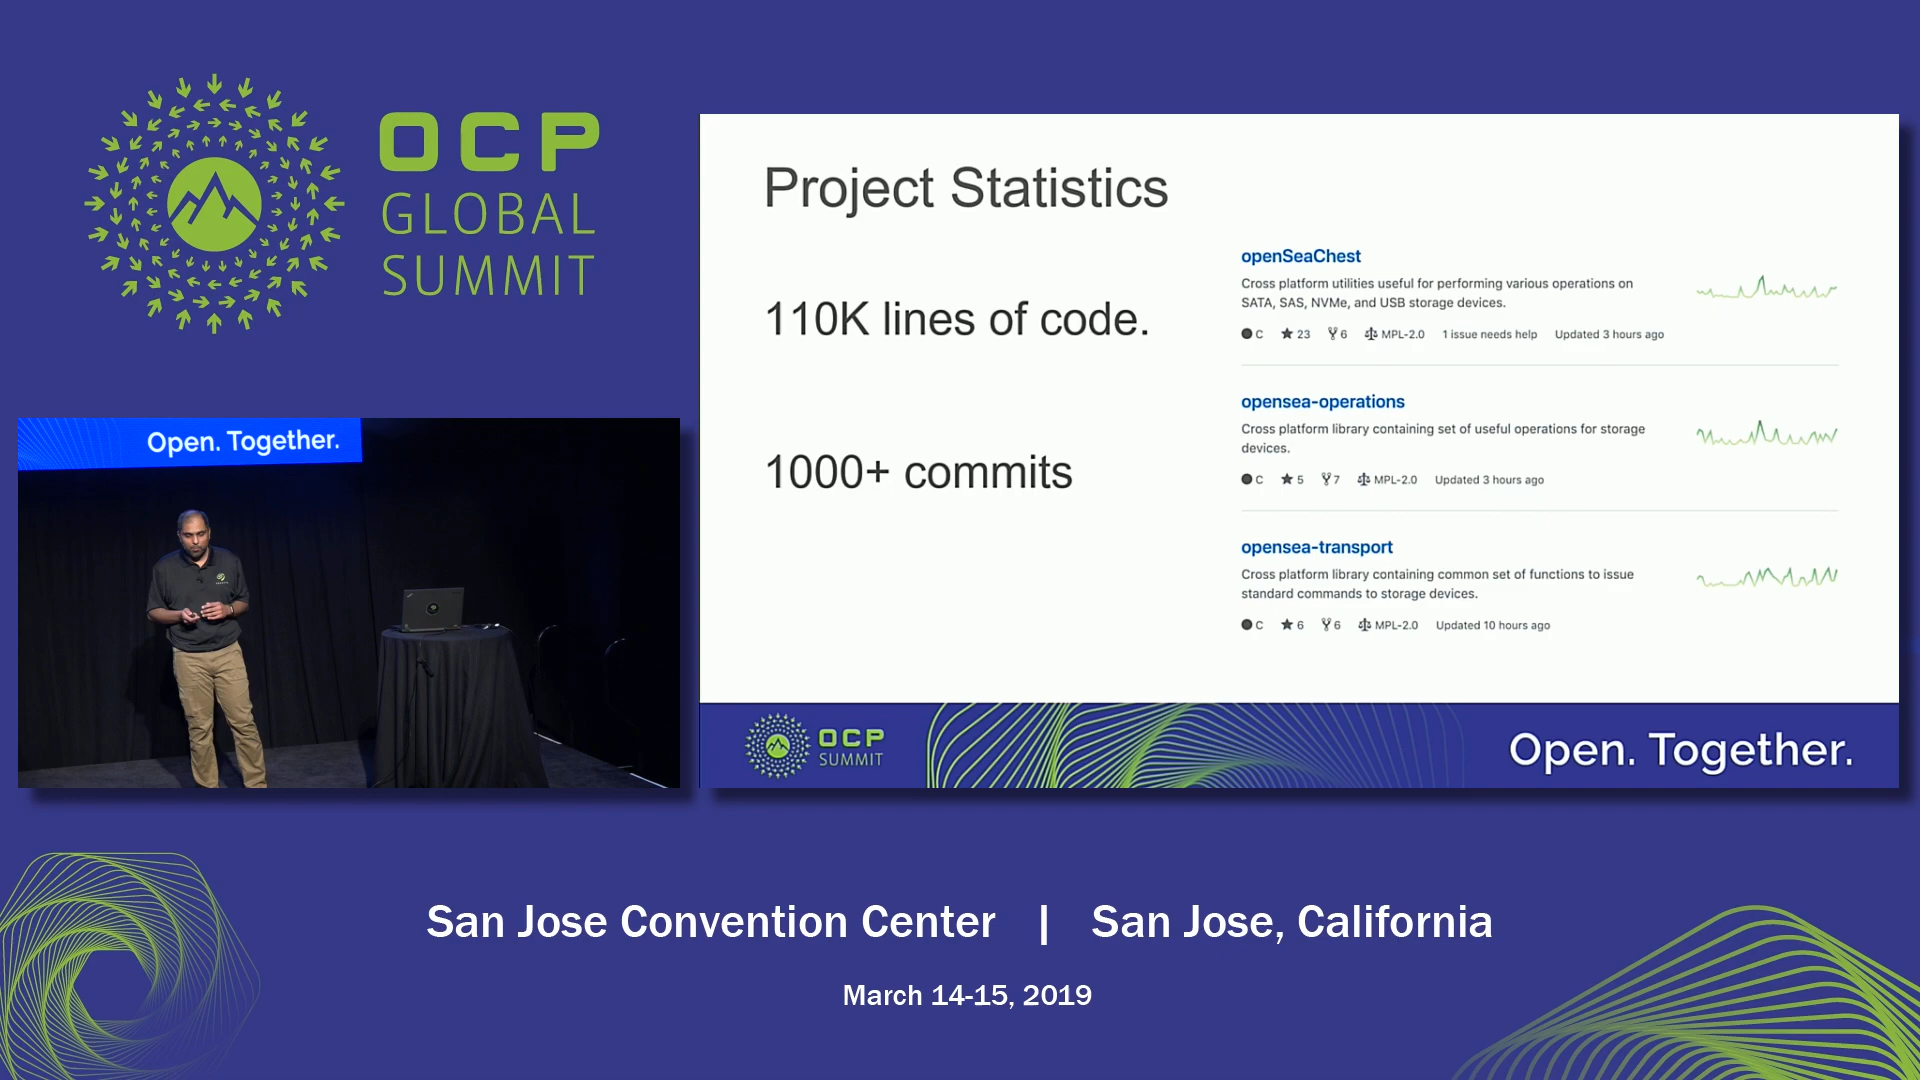 OCP
GLOBAL
SUMMIT
Open. Together.
Project Statistics
110K lines of code.
1000+ commits
openSeaChest
Cross platform utilities useful for performing various operations on
SATA, SAS, NVMe, and USB storage devices.
C 23 6 MPL-2.0 1 issue needs help Updated 3 hours ago
opensea-operations
Cross platform library containing set of useful operations for storage
devices.
C 5 7 MPL-2.0 Updated 3 hours ago
opensea-transport
Cross platform library containing common set of functions to issue
standard commands to storage devices.
C 6 6 MPL-2.0 Updated 10 hours ago
OCP
SUMMIT
Open. Together.
San Jose Convention Center | San Jose, California
March 14-15, 2019